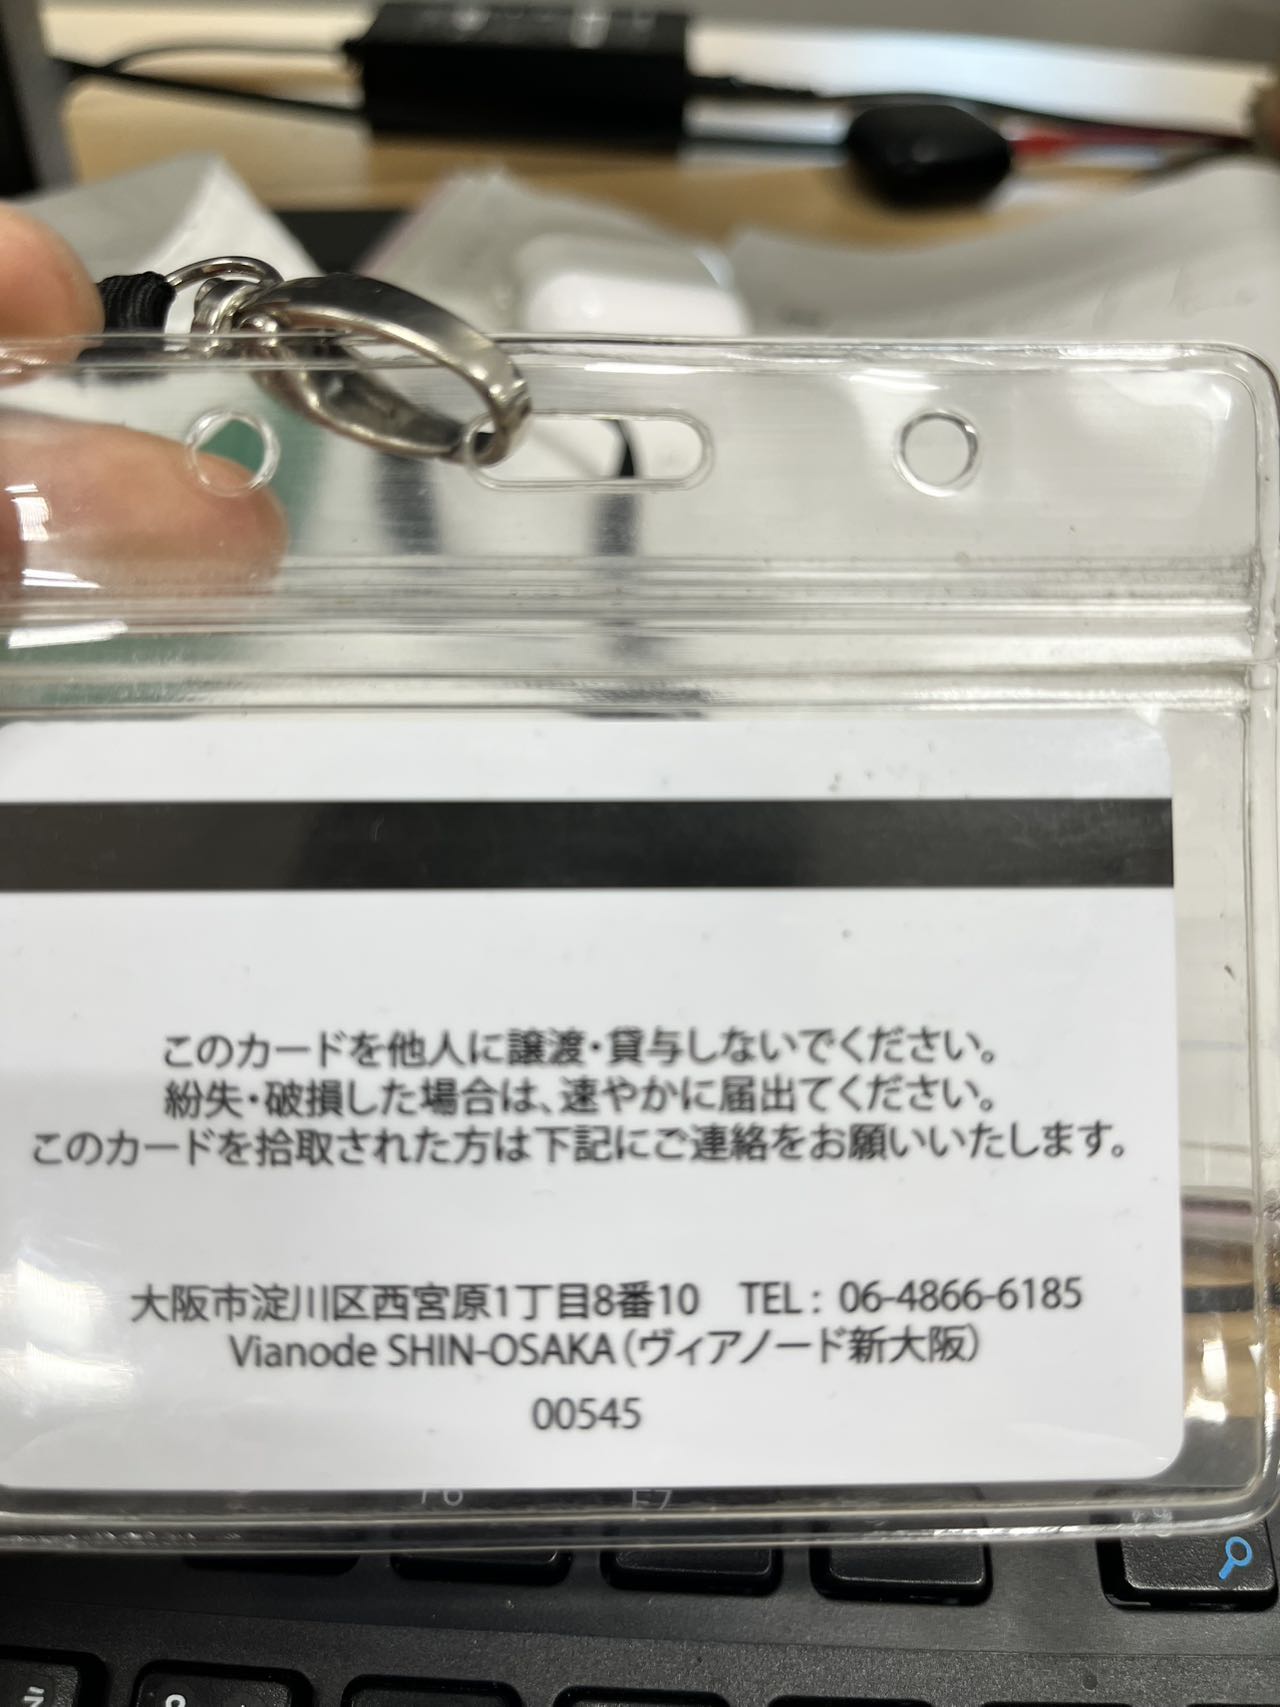 このカードを他人に譲渡・貸与しないでください。
紛失・破損した場合は、速やかに届出てください。
このカードを拾取された方は下記にご連絡をお願いいたします。
大阪市淀川区西宮原1丁目8番10　TEL : 06-4866-6185
Vianode SHIN-OSAKA（ヴィアノード新大阪）
00545
F6
F7